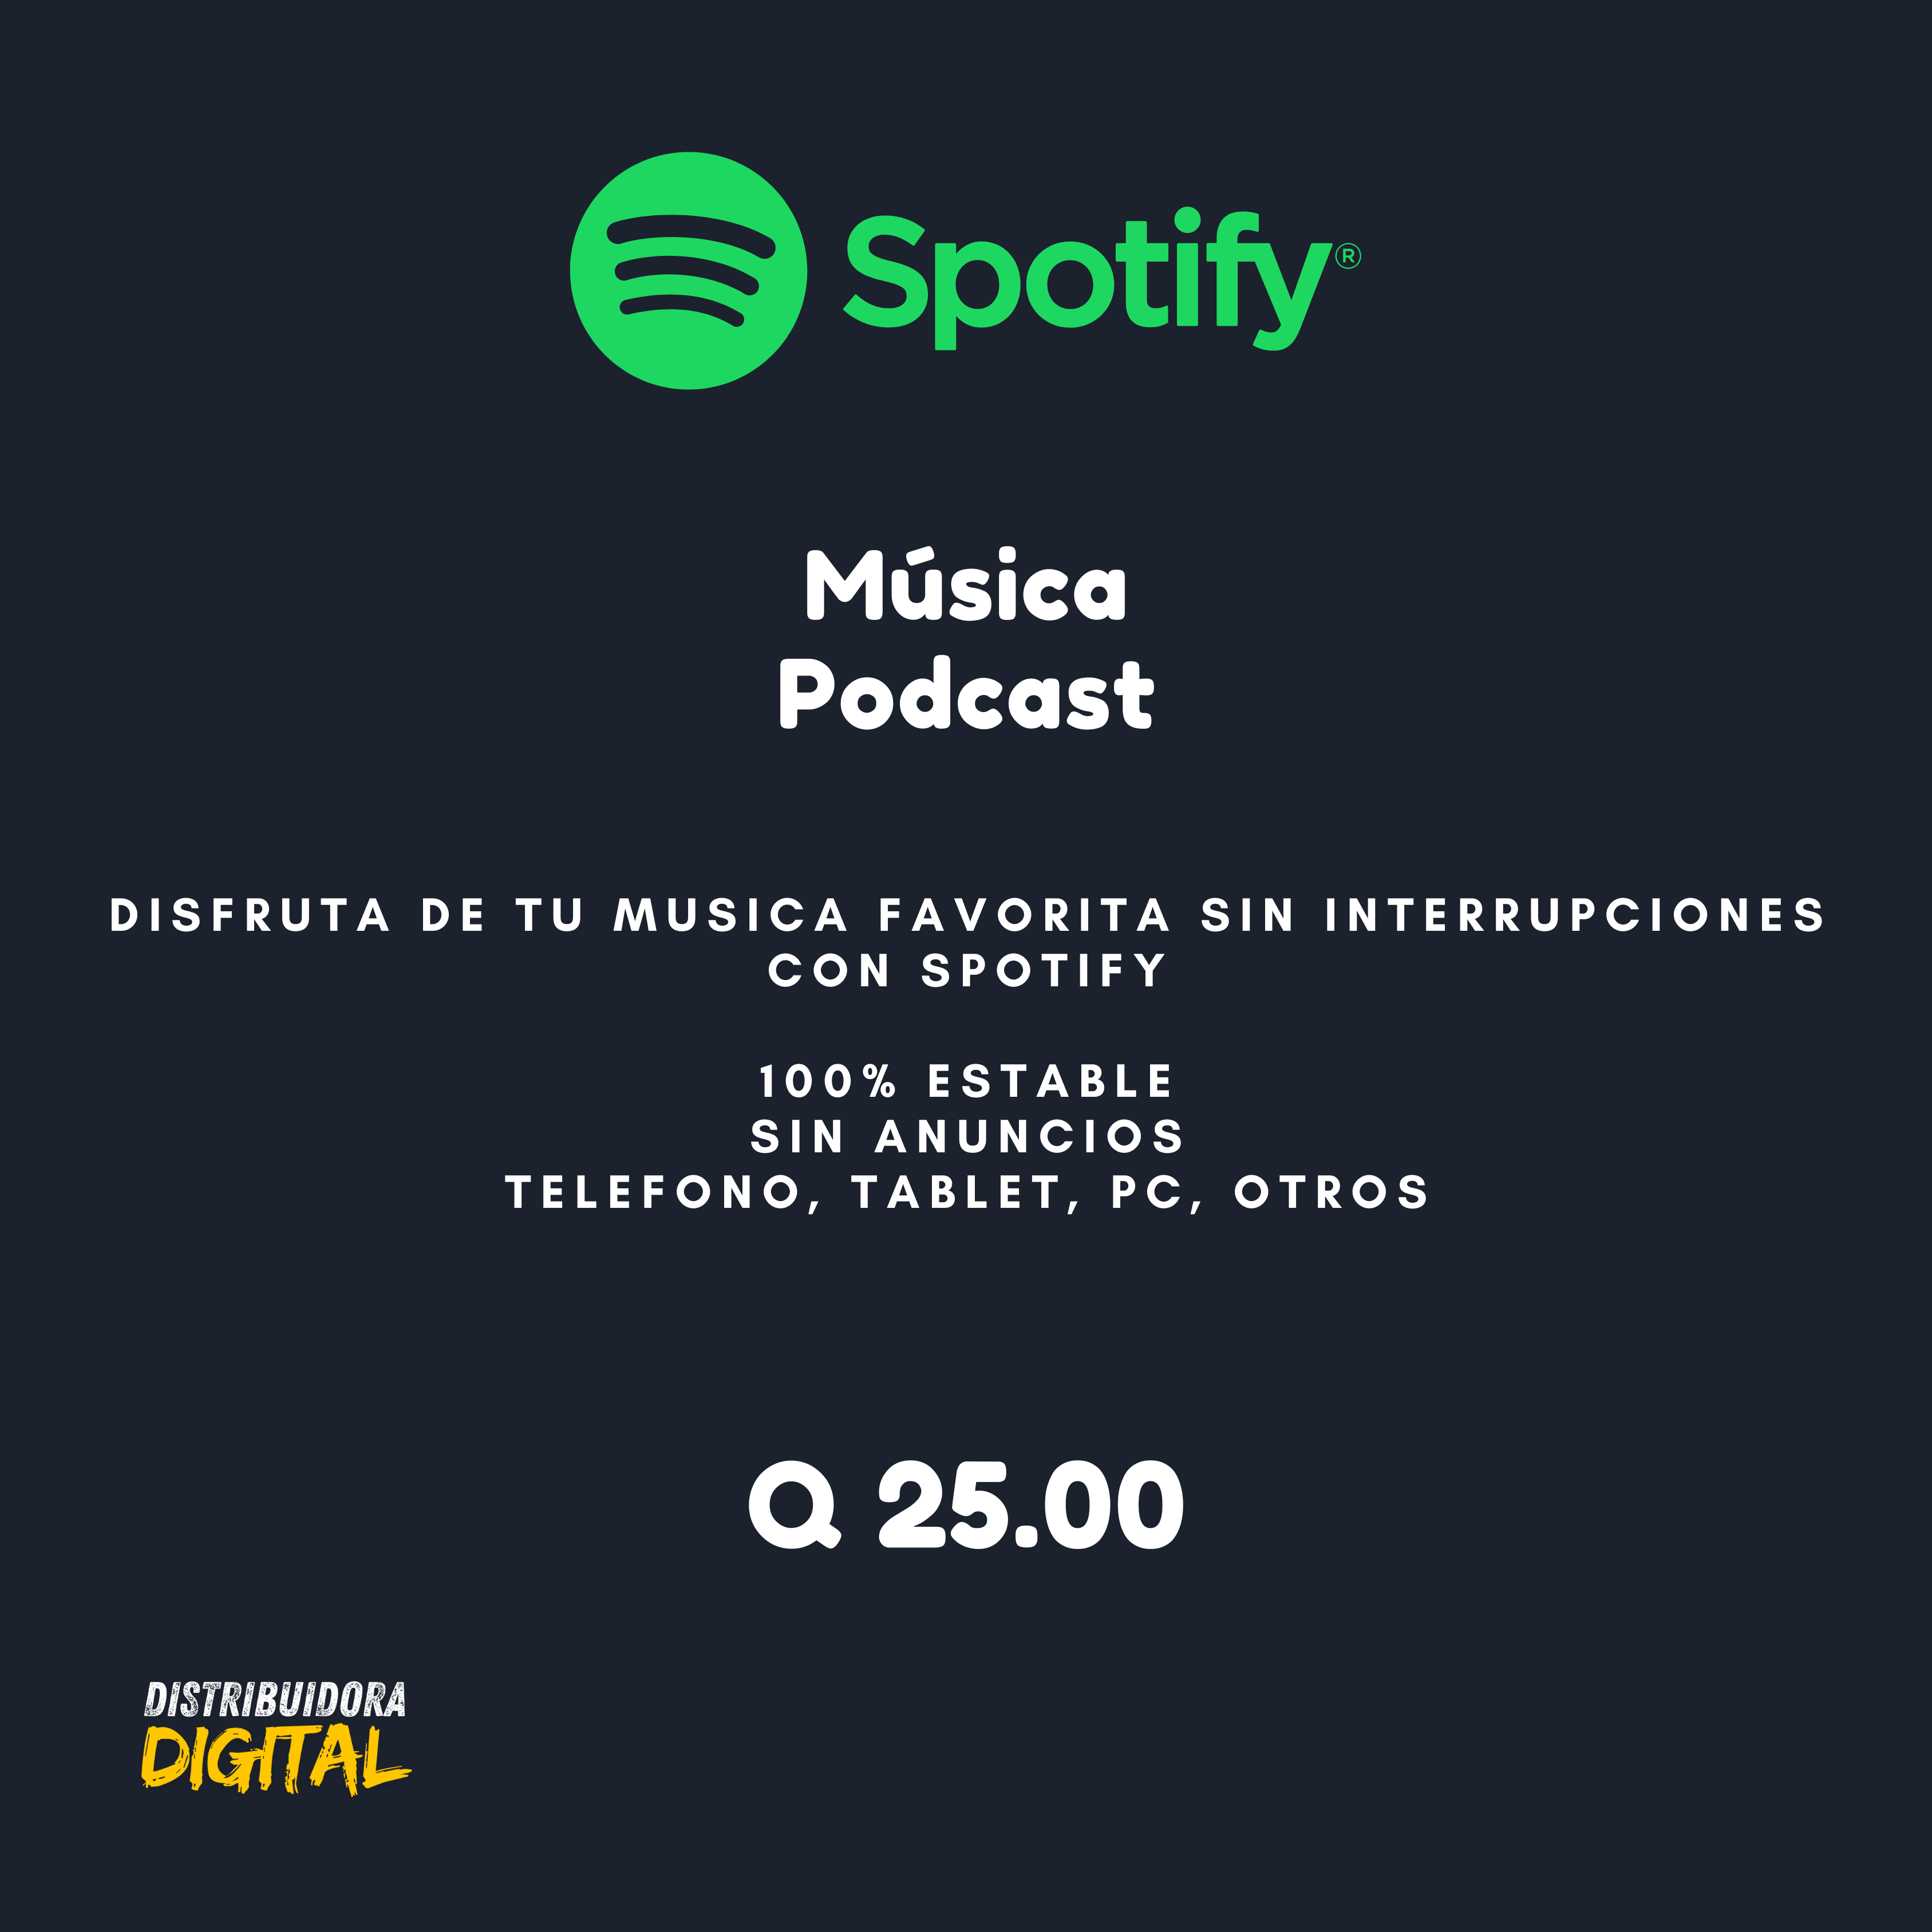 Spotify®
Música
Podcast
DISFRUTA DE TU MUSICA FAVORITA SIN INTERRUPCIONES
CON SPOTIFY
100% ESTABLE
SIN ANUNCIOS
TELEFONO, TABLET, PC, OTROS
Q 25.00
DISTRIBUIDORA
DIGITAL